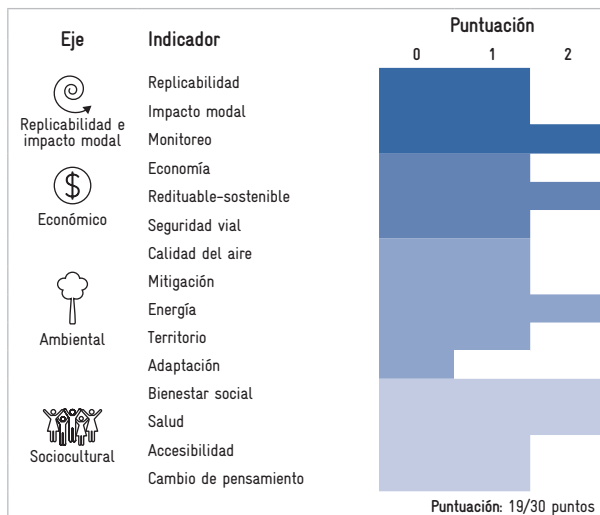 Eje
Indicador
Puntuación
0 1 2
Replicabilidad e
impacto modal
Replicabilidad
Impacto modal
Monitoreo
Económico
Economía
Redituable-sostenible
Seguridad vial
Ambiental
Calidad del aire
Mitigación
Energía
Territorio
Adaptación
Sociocultural
Bienestar social
Salud
Accesibilidad
Cambio de pensamiento
Puntuación: 19/30 puntos